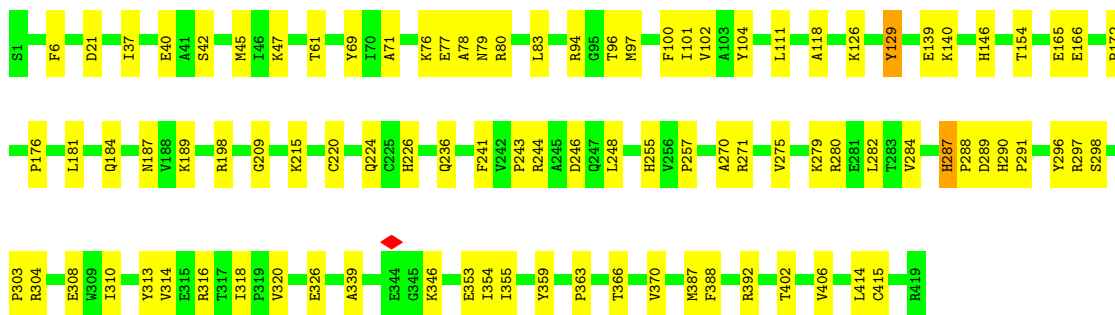 S1 F6 D21 I37 E40 A41 S42 M45 I46 K47 T61 Y69 I70 A71 K76 E77 A78 N79 R80 L83 R94 G95 T96 M97 F100 I101 V102 A103 Y104 L111 A118 K126 Y129 E139 K140 H146 T154 E165 E166
P176 L181 Q184 N187 V188 K189 R198 G209 K215 C220 Q224 C225 H226 Q236 F241 V242 P243 R244 A245 D246 Q247 L248 H255 V256 P257 A270 R271 V275 K279 R280 E281 L282 T283 V284 H287 P288 D289 H290 P291 Y296 R297 S298
P303 R304 E308 W309 I310 Y313 V314 E315 R316 T317 I318 P319 V320 E326 A339 E344 G345 K346 E353 I354 I355 Y359 P363 T366 V370 M387 F388 R392 T402 V406 L414 C415 R419